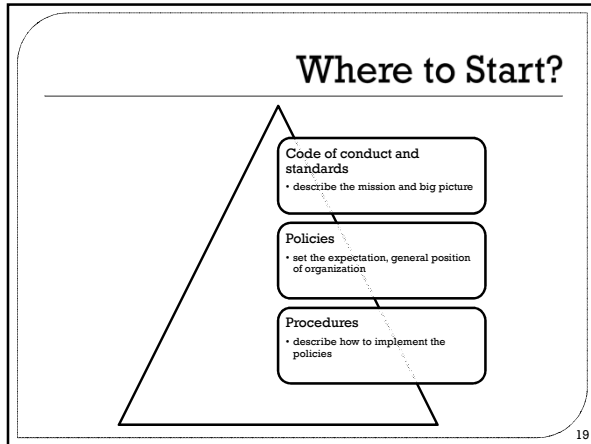 Where to Start?
Code of conduct and
standards
• describe the mission and big picture
Policies
• set the expectation, general position
of organization
Procedures
• describe how to implement the
policies
19